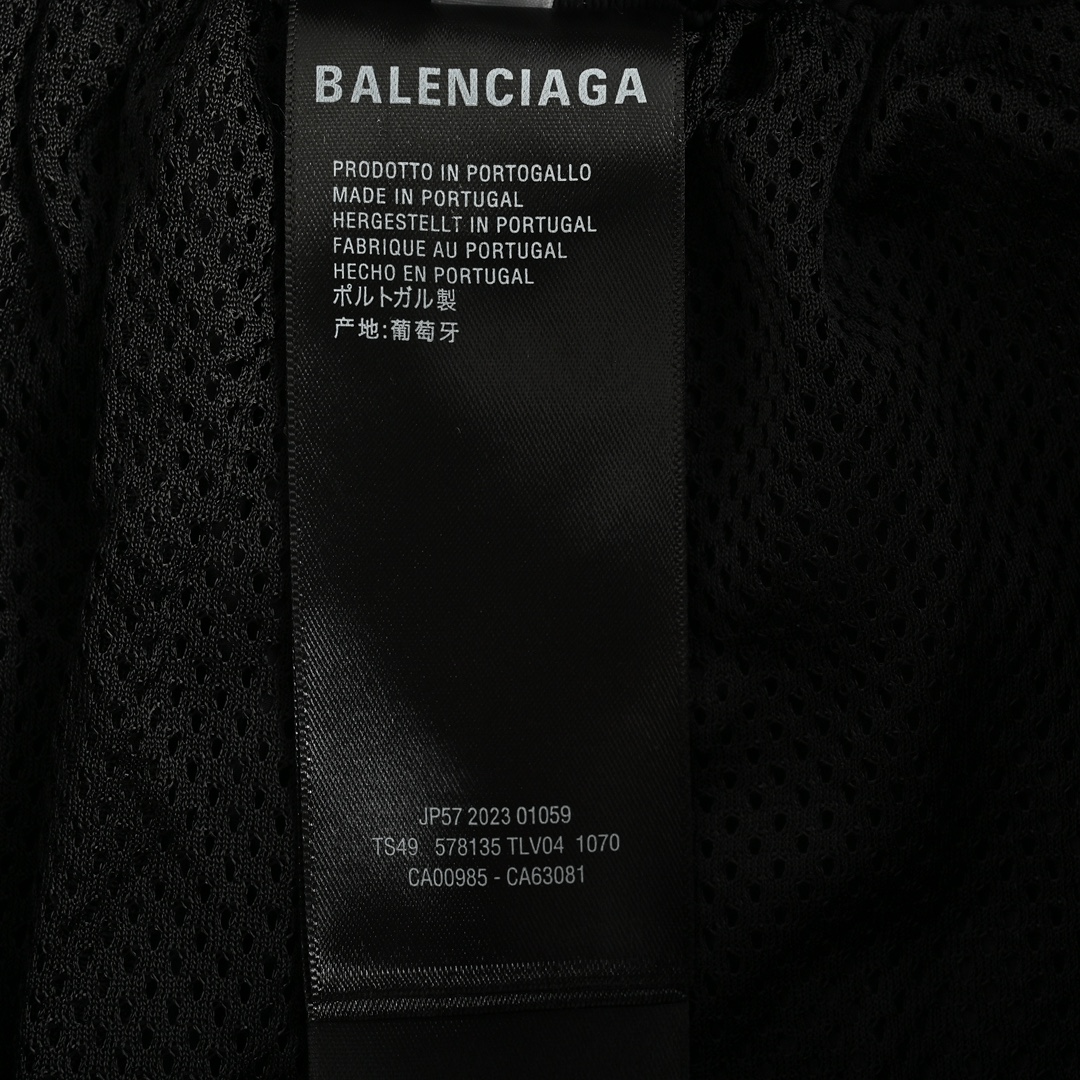 BALENCIAGA
PRODOTTO IN PORTOGALLO
MADE IN PORTUGAL
HERGESTELLT IN PORTUGAL
FABRIQUE AU PORTUGAL
HECHO EN PORTUGAL
ポルトガル製
产地:葡萄牙
JP57 2023 01059
TS49 578135 TLV04 1070
CA00985 - CA63081